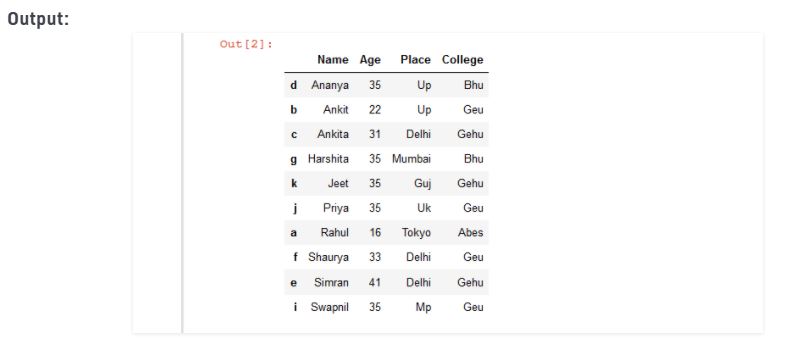 Output:
Out[2]:
Name Age Place College
d Ananya 35 Up Bhu
b Ankit 22 Up Geu
c Ankita 31 Delhi Gehu
g Harshita 35 Mumbai Bhu
k Jeet 35 Guj Gehu
j Priya 35 Uk Geu
a Rahul 16 Tokyo Abes
f Shaurya 33 Delhi Geu
e Simran 41 Delhi Gehu
i Swapnil 35 Mp Geu